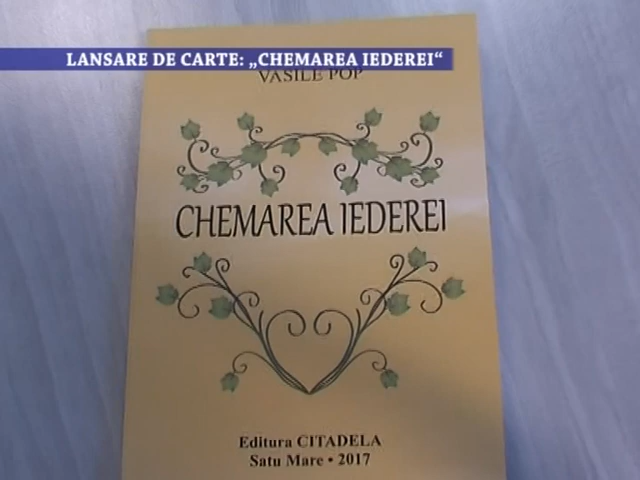 LANSARE DE CARTE: „CHEMAREA IEDEREI“
VASILE POP
CHEMAREA IEDEREI
Editura CITADELA
Satu Mare • 2017